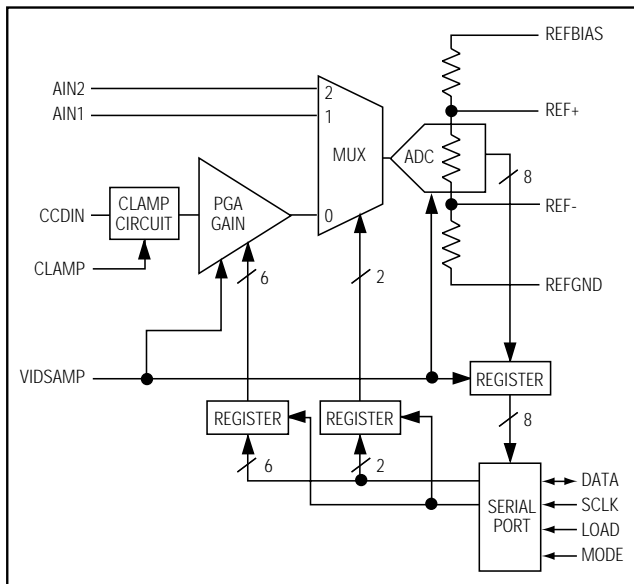 REFBIAS
AIN2
2
AIN1
1
REF+
MUX
ADC
8
CLAMP
CIRCUIT
PGA
GAIN
CCDIN
0
REF-
CLAMP
6
2
REFGND
VIDSAMP
REGISTER
REGISTER
REGISTER
8
6
2
SERIAL
PORT
DATA
SCLK
LOAD
MODE